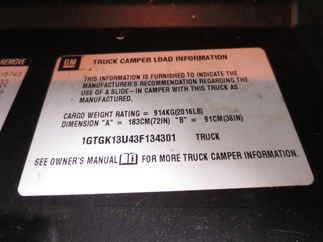 REMOVE
GM
TRUCK CAMPER LOAD INFORMATION
THIS INFORMATION IS FURNISHED TO INDICATE THE
MANUFACTURER'S RECOMMENDATION REGARDING THE
USE OF A SLIDE-IN CAMPER WITH THIS TRUCK AS
MANUFACTURED.
CARGO WEIGHT RATING = 914KG(2016LB)
DIMENSION "A" = 183CM(72IN) "B" = 91CM(36IN)
1GTGK13U43F134301 TRUCK
SEE OWNER'S MANUAL FOR MORE TRUCK CAMPER INFORMATION.